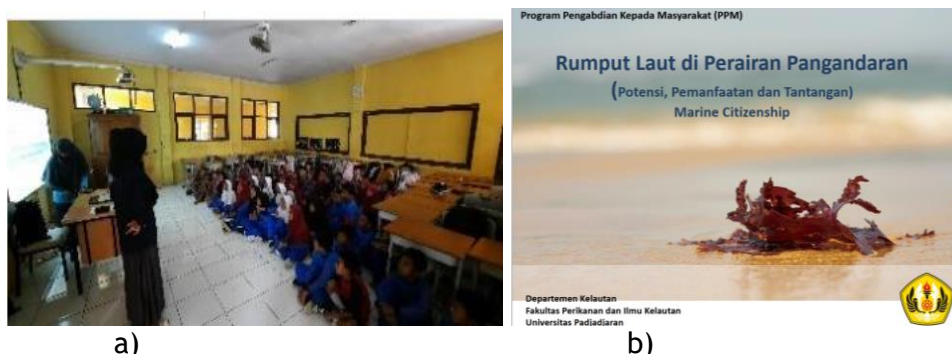 Program Pengabdian Kepada Masyarakat (PPM)
Rumput Laut di Perairan Pangandaran
(Potensi, Pemanfaatan dan Tantangan)
Marine Citizenship
Departemen Kelautan
Fakultas Perikanan dan Ilmu Kelautan
Universitas Padjadjaran
a)
b)